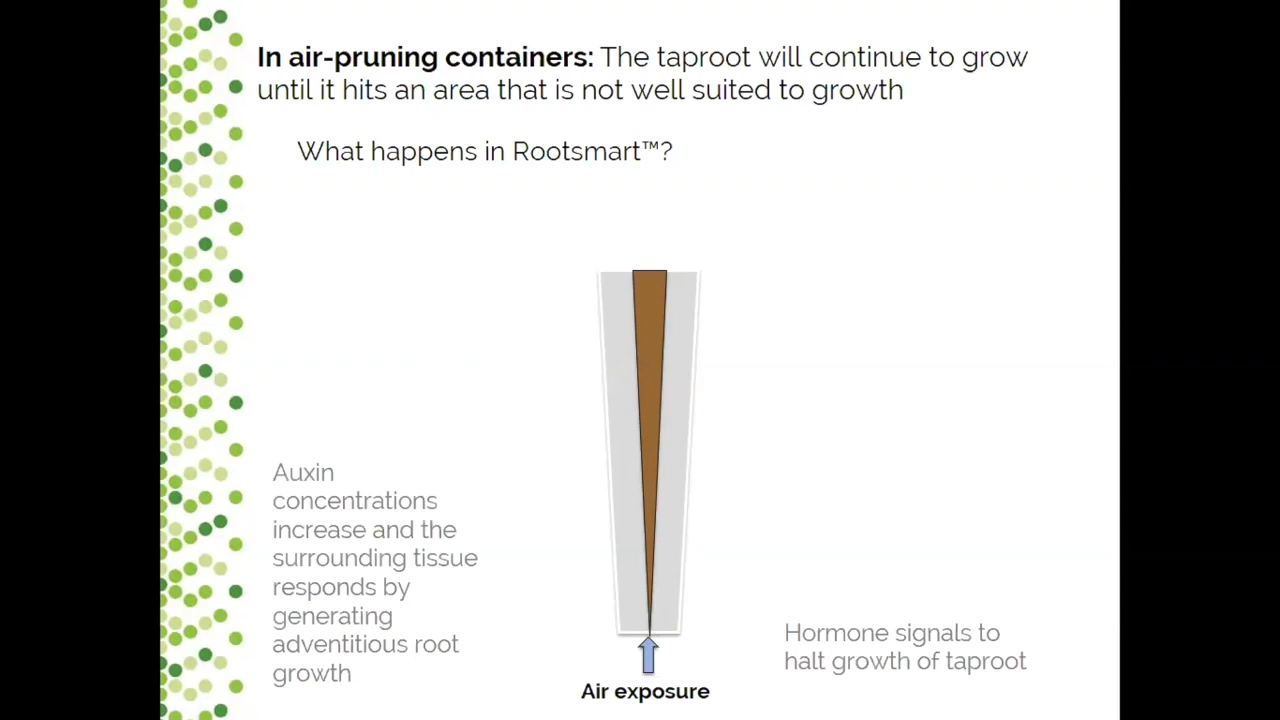 In air-pruning containers: The taproot will continue to grow
until it hits an area that is not well suited to growth
What happens in Rootsmart™?
Auxin
concentrations
increase and the
surrounding tissue
responds by
generating
adventitious root
growth
Hormone signals to
halt growth of taproot
Air exposure